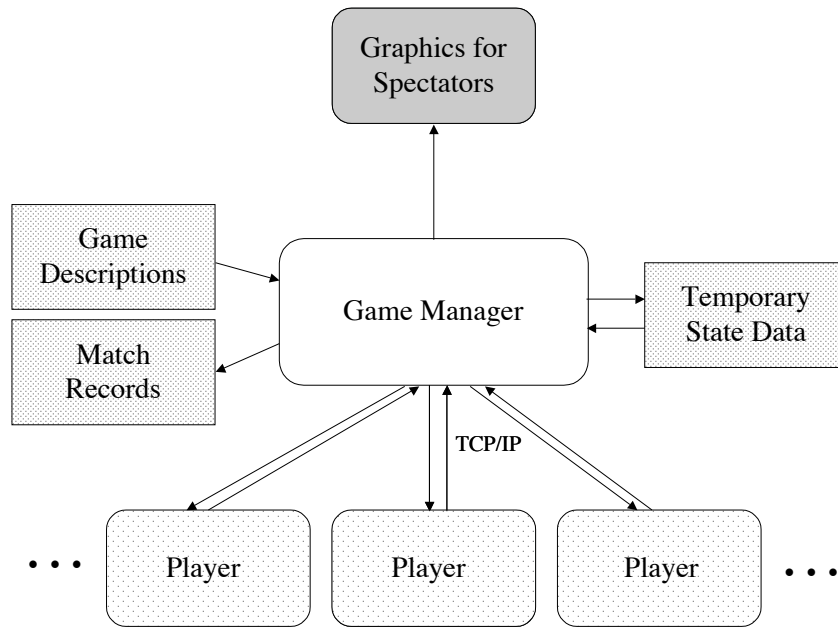 Graphics for
Spectators
Game
Descriptions
Game Manager
Temporary
State Data
Match
Records
TCP/IP
... Player
Player
Player ...